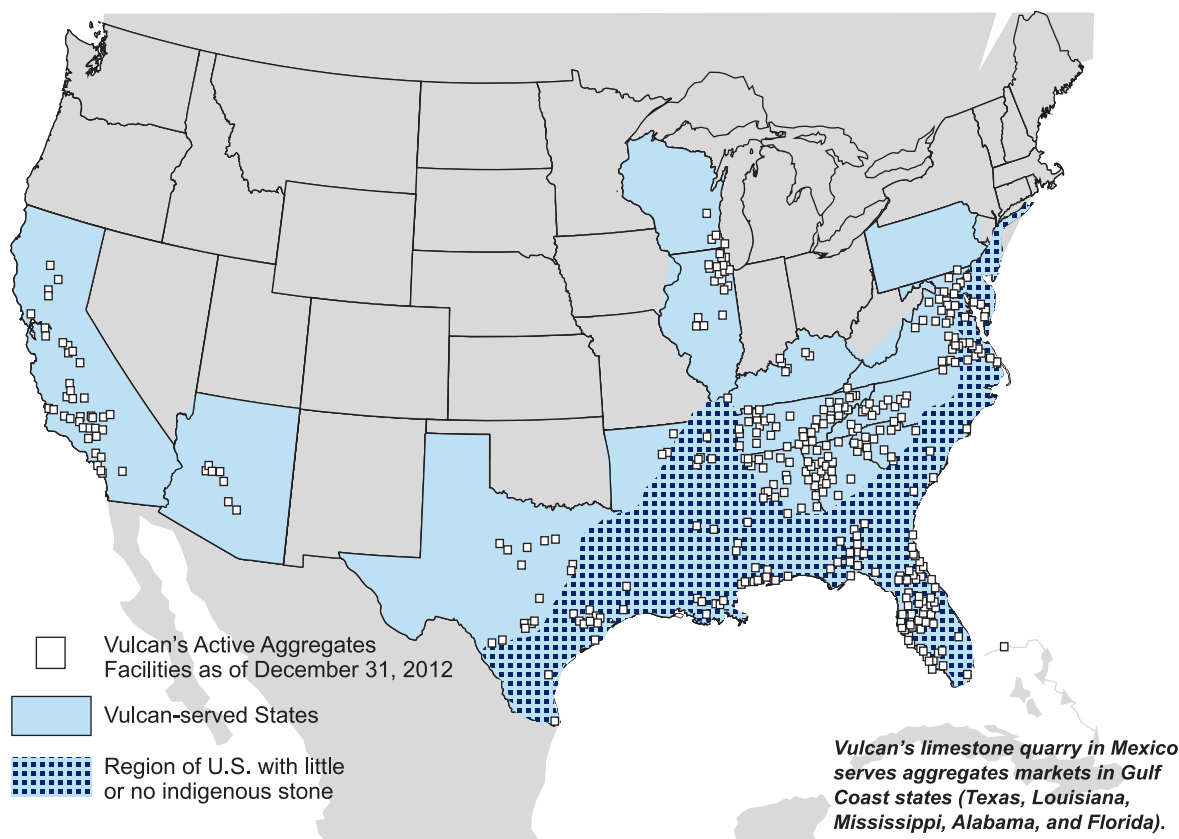 Vulcan's Active Aggregates
Facilities as of December 31, 2012
Vulcan-served States
Region of U.S. with little
or no indigenous stone
Vulcan's limestone quarry in Mexico
serves aggregates markets in Gulf
Coast states (Texas, Louisiana,
Mississippi, Alabama, and Florida).